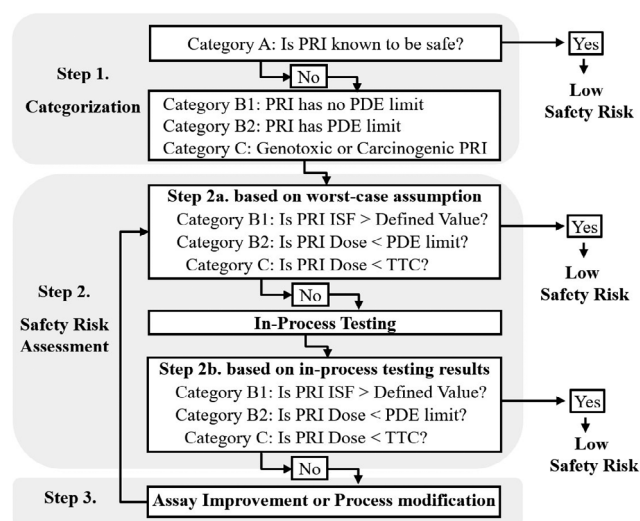 Step 1.
Categorization
Category A: Is PRI known to be safe?
Yes
No
Low
Safety Risk
Category B1: PRI has no PDE limit
Category B2: PRI has PDE limit
Category C: Genotoxic or Carcinogenic PRI
Step 2.
Safety Risk
Assessment
Step 2a. based on worst-case assumption
Category B1: Is PRI ISF > Defined Value?
Category B2: Is PRI Dose < PDE limit?
Category C: Is PRI Dose < TTC?
Yes
No
Low
Safety Risk
In-Process Testing
Step 2b. based on in-process testing results
Category B1: Is PRI ISF > Defined Value?
Category B2: Is PRI Dose < PDE limit?
Category C: Is PRI Dose < TTC?
Yes
No
Low
Safety Risk
Step 3.
Assay Improvement or Process modification